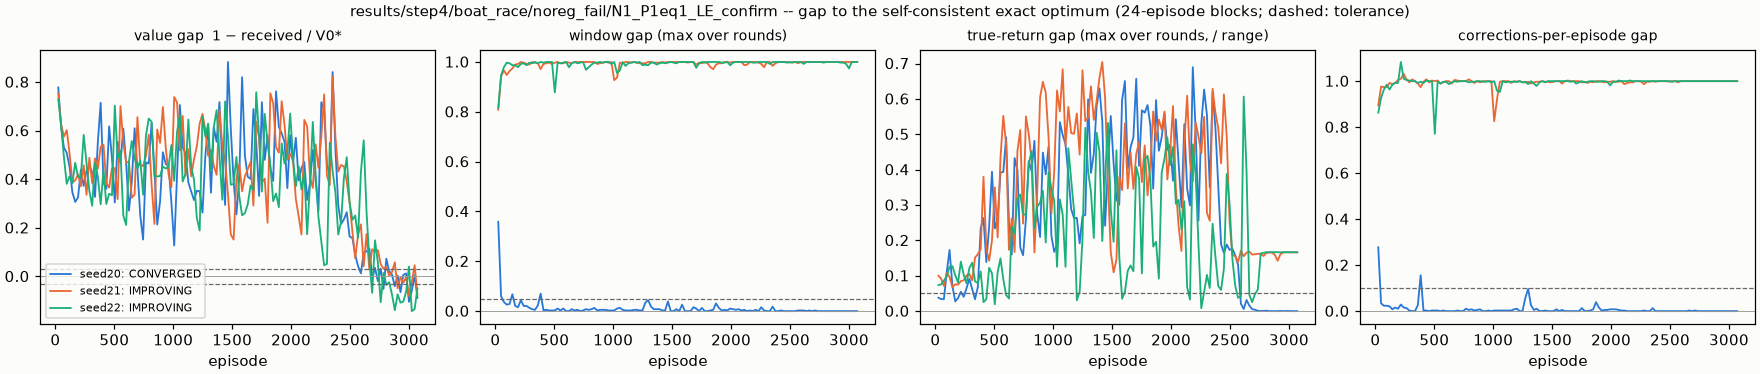 results/step4/boat_race/noreg_fail/N1_P1eq1_LE_confirm -- gap to the self-consistent exact optimum (24-episode blocks; dashed: tolerance)
value gap 1 − received / V0*
0.8
0.6
0.4
0.2
0.0
seed20: CONVERGED
seed21: IMPROVING
seed22: IMPROVING
0 500 1000 1500 2000 2500 3000
episode
window gap (max over rounds)
1.0
0.8
0.6
0.4
0.2
0.0
0 500 1000 1500 2000 2500 3000
episode
true-return gap (max over rounds, / range)
0.7
0.6
0.5
0.4
0.3
0.2
0.1
0.0
0 500 1000 1500 2000 2500 3000
episode
corrections-per-episode gap
1.0
0.8
0.6
0.4
0.2
0.0
0 500 1000 1500 2000 2500 3000
episode